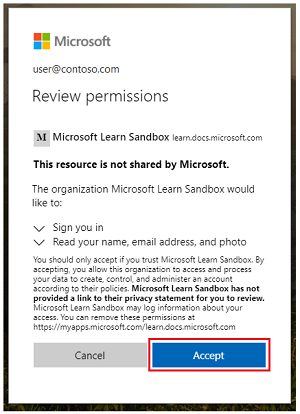 Microsoft
user@contoso.com
Review permissions
M Microsoft Learn Sandbox learn.docs.microsoft.com
This resource is not shared by Microsoft.
The organization Microsoft Learn Sandbox would
like to:
Sign you in
Read your name, email address, and photo
You should only accept if you trust Microsoft Learn Sandbox. By
accepting, you allow this organization to access and process
your data to create, control, and administer an account
according to their policies. Microsoft Learn Sandbox has not
provided a link to their privacy statement for you to review.
Microsoft Learn Sandbox may log information about your
access. You can remove these permissions at
https://myapps.microsoft.com/learn.docs.microsoft.com
Cancel Accept